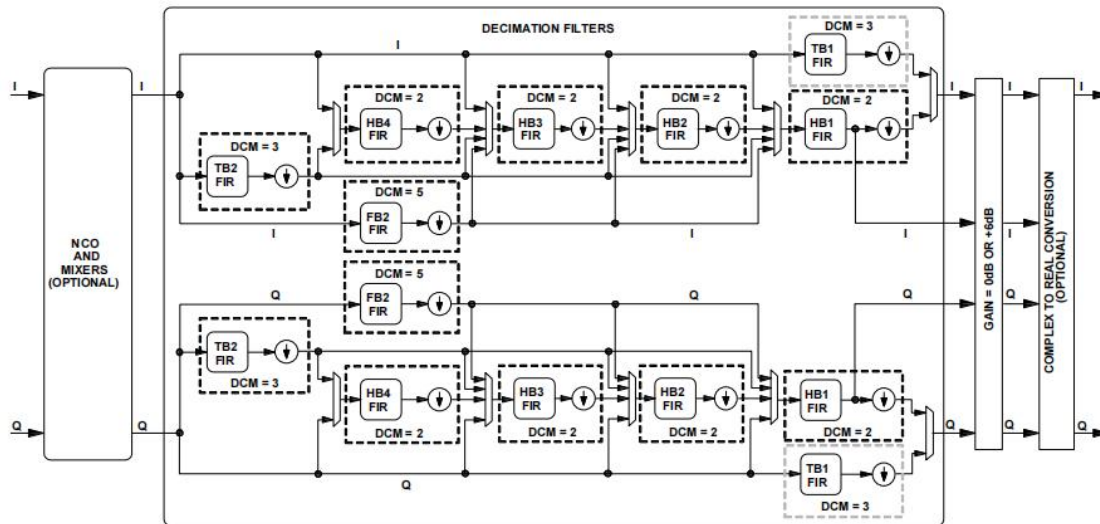 DECIMATION FILTERS
DCM = 3
I
TB1
FIR
I
I
I
I
I
DCM = 2
DCM = 2
DCM = 2
DCM = 2
HB4
FIR
HB3
FIR
HB2
FIR
HB1
FIR
DCM = 3
TB2
FIR
DCM = 5
FB2
FIR
I
I
I
I
NCO
AND
MIXERS
(OPTIONAL)
GAIN = 0dB OR +6dB
COMPLEX TO REAL CONVERSION
(OPTIONAL)
DCM = 5
Q
FB2
FIR
Q
Q
Q
TB2
FIR
DCM = 3
HB4
FIR
DCM = 2
HB3
FIR
DCM = 2
HB2
FIR
DCM = 2
HB1
FIR
DCM = 2
Q
Q
Q
Q
Q
TB1
FIR
Q
DCM = 3